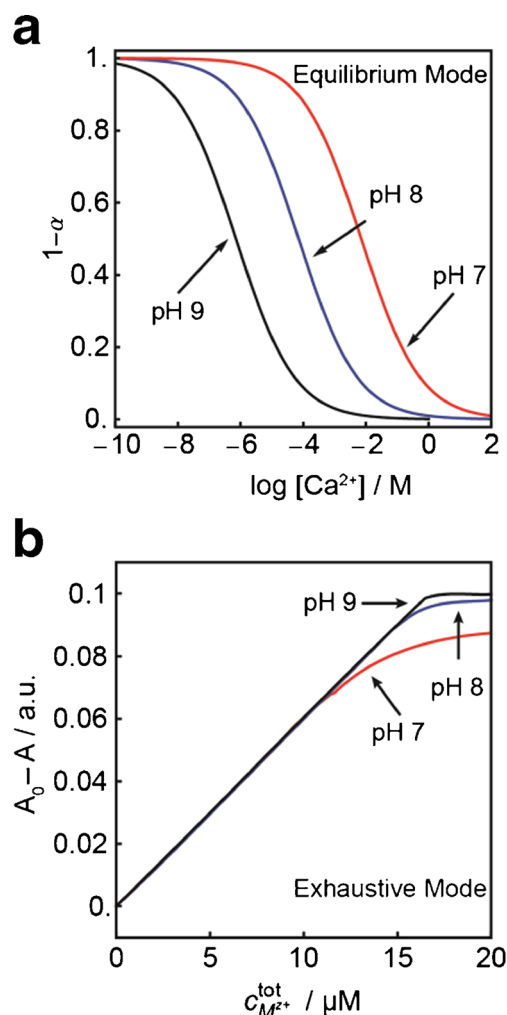 a
1.
Equilibrium Mode
0.8
pH 8
0.6
1–α
0.4
pH 7
pH 9
0.2
0.
−10 −8 −6 −4 −2 0 2
log [Ca²⁺] / M
b
0.1
pH 9
0.08
pH 8
0.06
pH 7
A₀ – A / a.u.
0.04
0.02
Exhaustive Mode
0.
0 5 10 15 20
c^{tot}_{M^{z+}} / μM